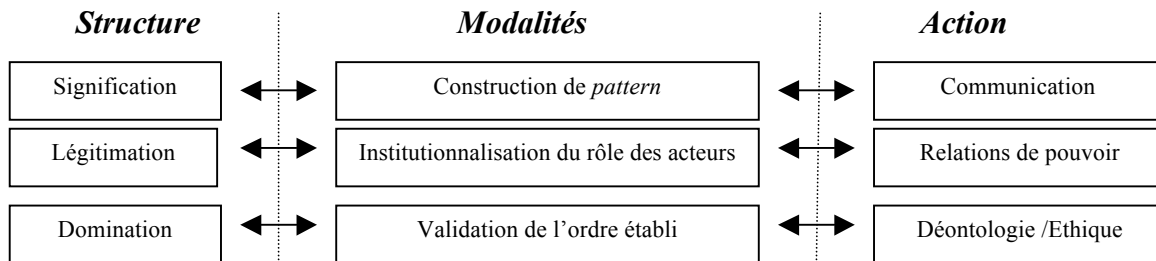 Structure Modalités Action
Signification Construction de pattern Communication
Légitimation Institutionnalisation du rôle des acteurs Relations de pouvoir
Domination Validation de l’ordre établi Déontologie /Ethique